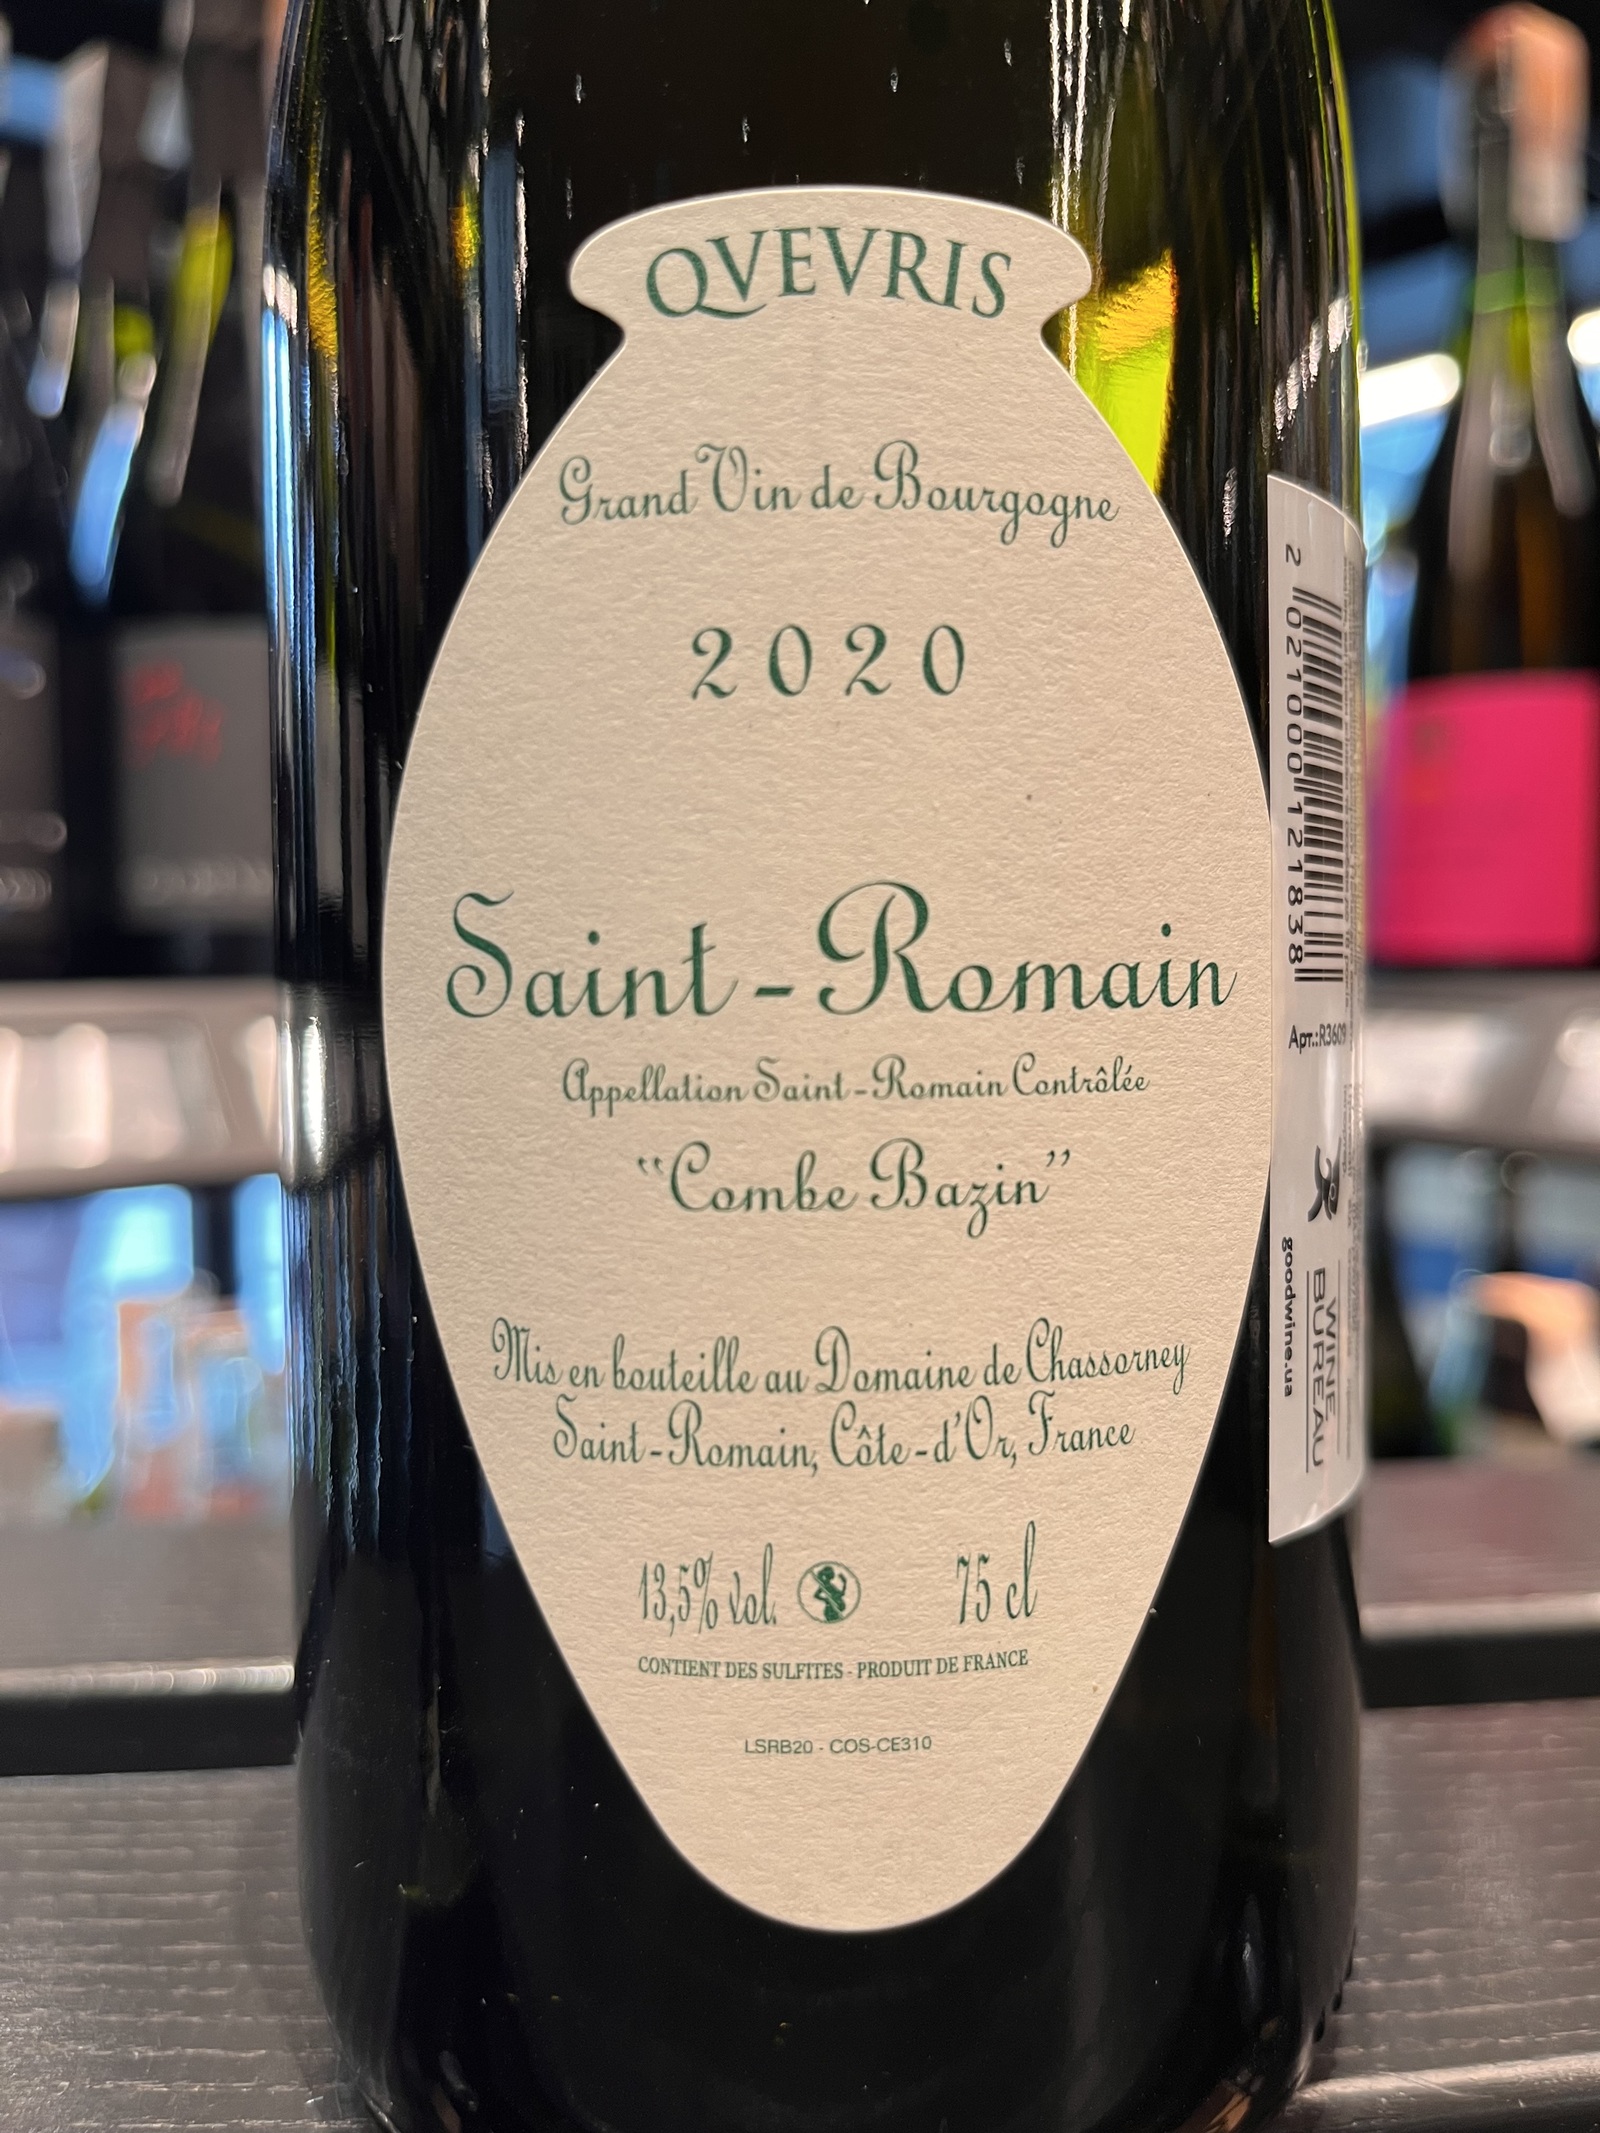 QVEVRIS
Grand Vin de Bourgogne
2020
Saint-Romain
Appellation Saint-Romain Contrôlée
“Combe Bazin”
Mis en bouteille au Domaine de Chassorney
Saint-Romain, Côte-d'Or, France
13,5% vol. 75 cl
CONTIENT DES SULFITES - PRODUIT DE FRANCE
LSRB20 - COS-CE310
2 021000 121838
Арт.:R3609
WINE
BUREAU
goodwine.ua